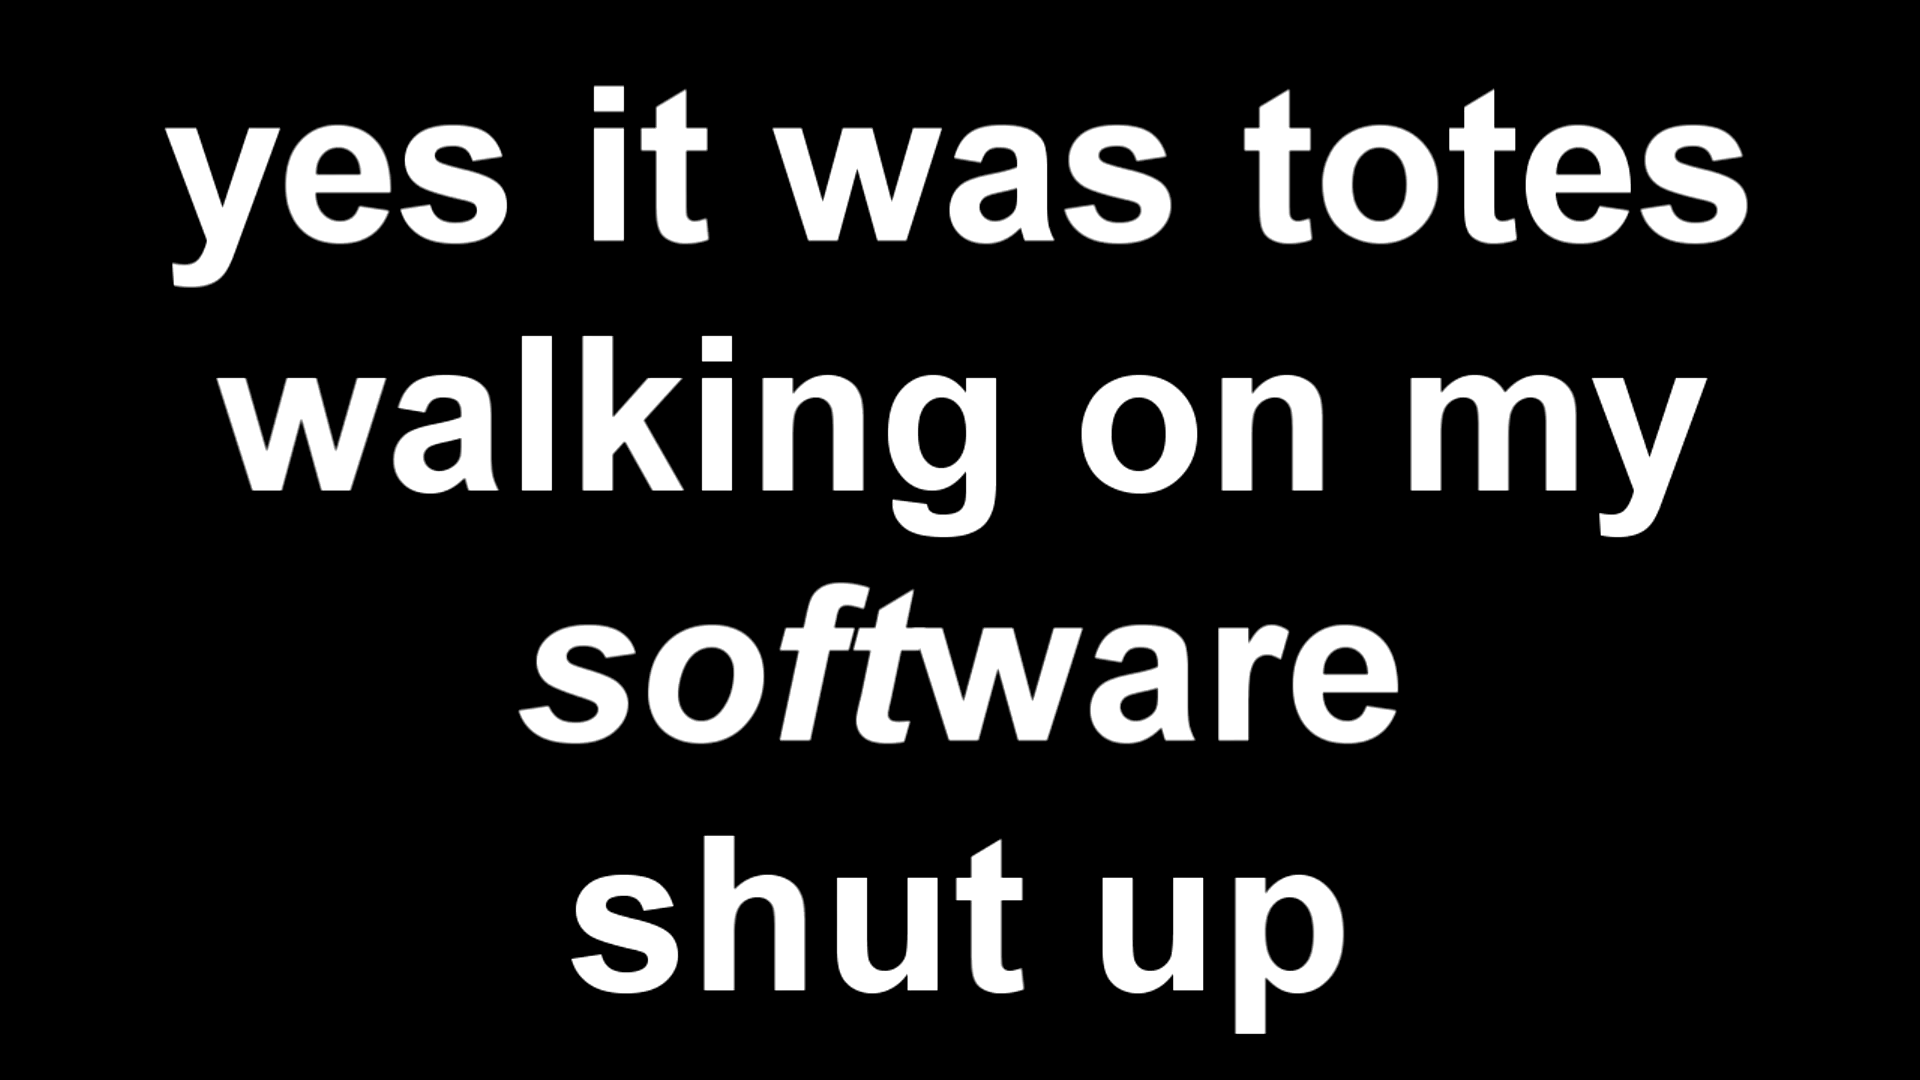 yes it was totes
walking on my
software
shut up